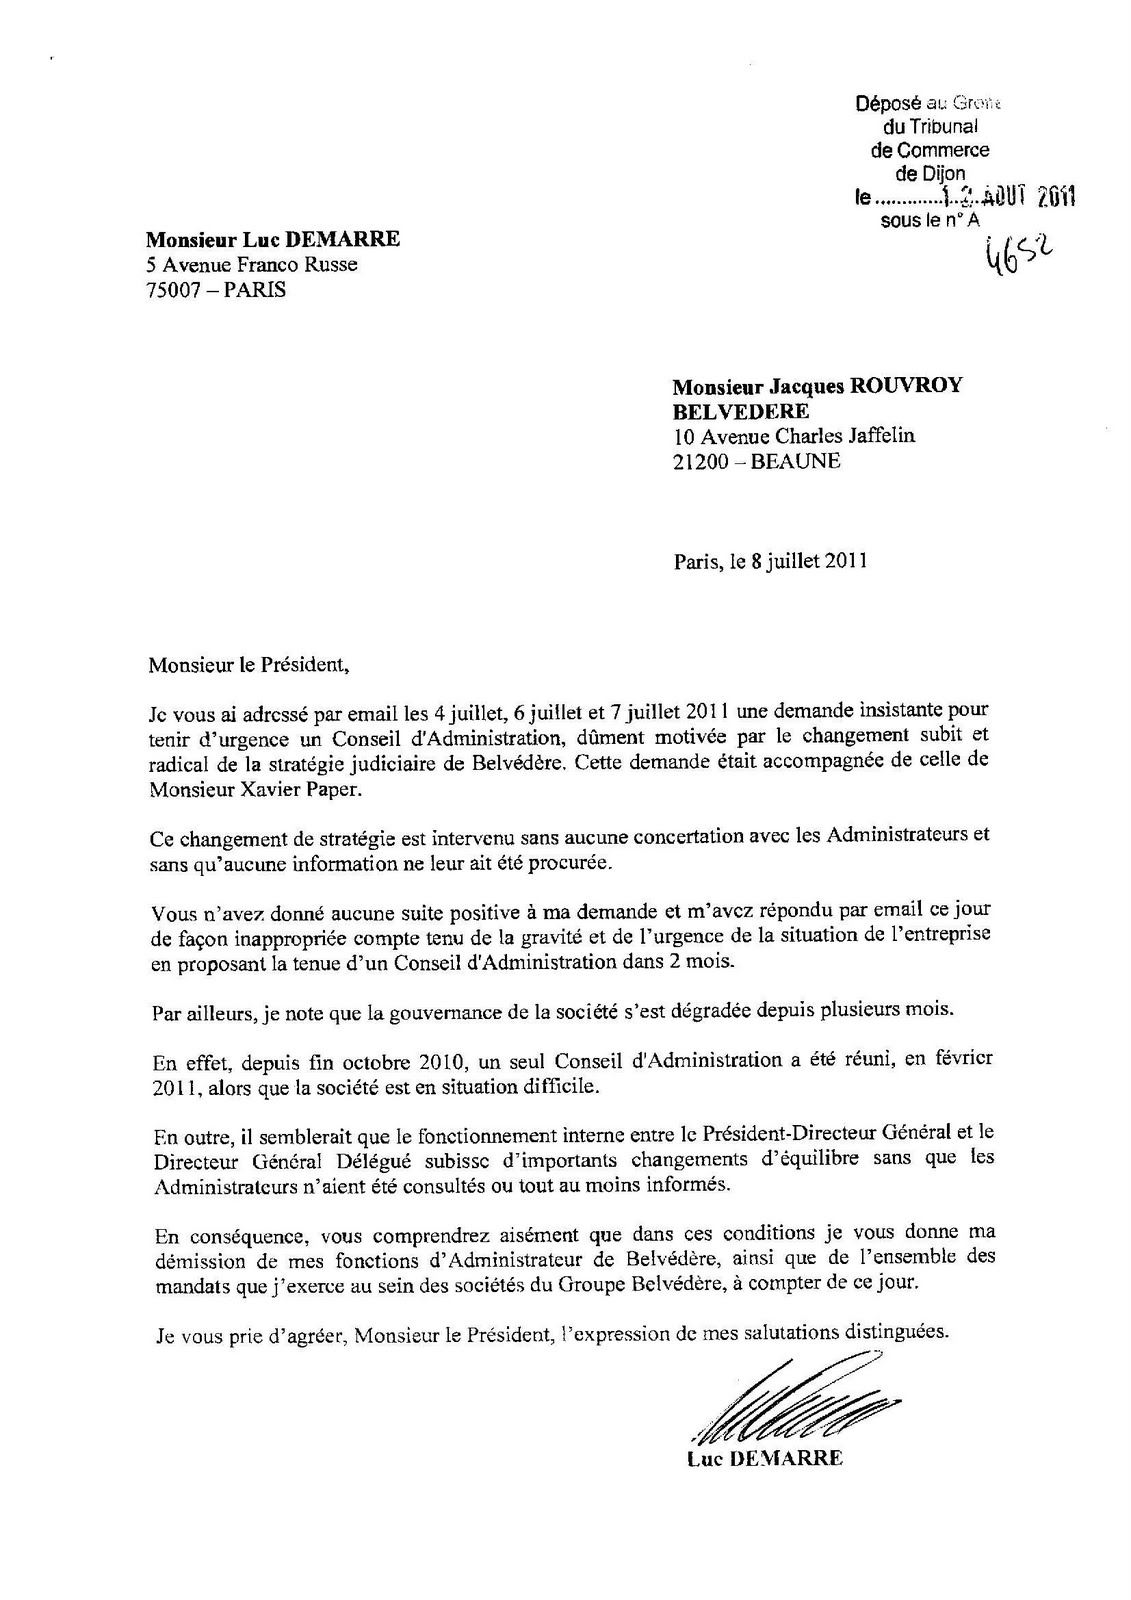 Déposé au Greffe
du Tribunal
de Commerce
de Dijon
le.............12 AOUT 2011
sous le n° A
4652
Monsieur Luc DEMARRE
5 Avenue Franco Russe
75007 – PARIS
Monsieur Jacques ROUVROY
BELVEDERE
10 Avenue Charles Jaffelin
21200 – BEAUNE
Paris, le 8 juillet 2011
Monsieur le Président,
Je vous ai adressé par email les 4 juillet, 6 juillet et 7 juillet 2011 une demande insistante pour
tenir d'urgence un Conseil d'Administration, dûment motivée par le changement subit et
radical de la stratégie judiciaire de Belvédère. Cette demande était accompagnée de celle de
Monsieur Xavier Paper.
Ce changement de stratégie est intervenu sans aucune concertation avec les Administrateurs et
sans qu'aucune information ne leur ait été procurée.
Vous n'avez donné aucune suite positive à ma demande et m'avez répondu par email ce jour
de façon inappropriée compte tenu de la gravité et de l'urgence de la situation de l'entreprise
en proposant la tenue d'un Conseil d'Administration dans 2 mois.
Par ailleurs, je note que la gouvernance de la société s'est dégradée depuis plusieurs mois.
En effet, depuis fin octobre 2010, un seul Conseil d'Administration a été réuni, en février
2011, alors que la société est en situation difficile.
En outre, il semblerait que le fonctionnement interne entre le Président-Directeur Général et le
Directeur Général Délégué subisse d'importants changements d'équilibre sans que les
Administrateurs n'aient été consultés ou tout au moins informés.
En conséquence, vous comprendrez aisément que dans ces conditions je vous donne ma
démission de mes fonctions d'Administrateur de Belvédère, ainsi que de l'ensemble des
mandats que j'exerce au sein des sociétés du Groupe Belvédère, à compter de ce jour.
Je vous prie d'agréer, Monsieur le Président, l'expression de mes salutations distinguées.
Luc DEMARRE